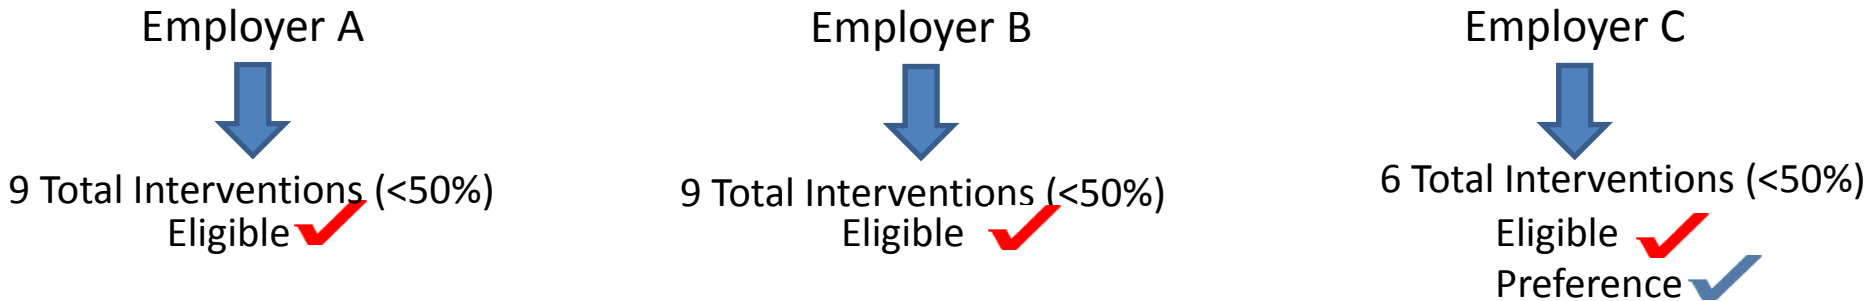 Employer A
9 Total Interventions (<50%)
Eligible
Employer B
9 Total Interventions (<50%)
Eligible
Employer C
6 Total Interventions (<50%)
Eligible
Preference